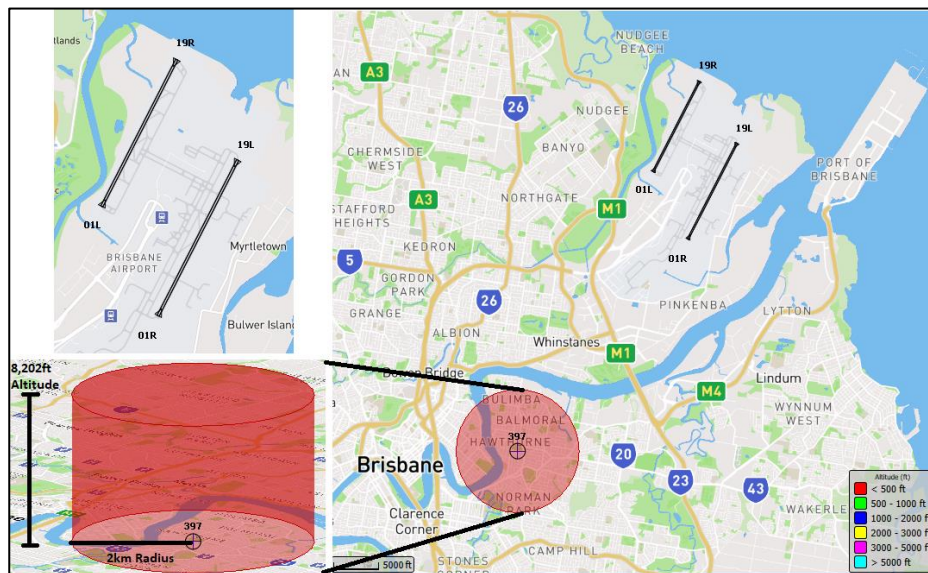 19R
19L
01L
BRISBANE
AIRPORT
Myrtletown
01R
Bulwer Island
8,202ft
Altitude
397
2km Radius
NUDGEE
BEACH
A3
26
NUDGEE
19R
CHERMSIDE
WEST
BANYO
19L
PORT OF
BRISBANE
01L
A3
NORTHGATE
M1
STAFFORD
HEIGHTS
KEDRON
01R
5
GORDON
PARK
26
GRANGE
PINKENBA
LYTTON
ALBION
Whinstanes
M1
Lindum
M4
BULIMBA
BALMORAL
WYNNUM
WEST
397
HAWTHORNE
Brisbane
20
23
43
NORMAN
PARK
WAKERLEY
Clarence
Corner
CAMP HILL
STONES
CORNER
5000 ft
Altitude (ft)
< 500 ft
500 - 1000 ft
1000 - 2000 ft
2000 - 3000 ft
3000 - 5000 ft
> 5000 ft